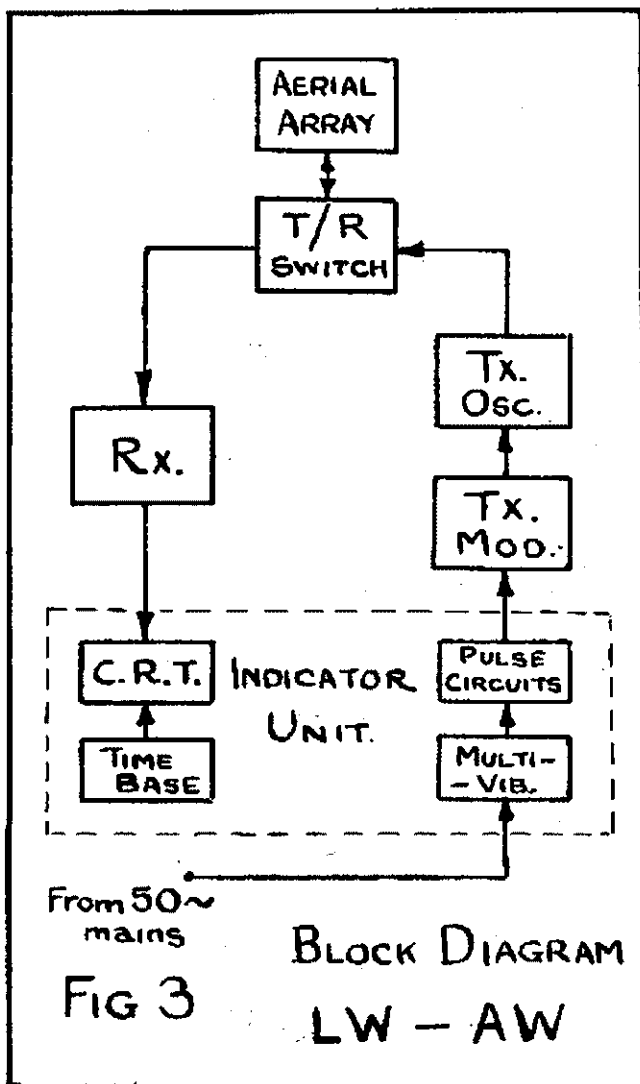 AERIAL
ARRAY
T/R
SWITCH
TX.
OSC.
RX.
TX.
MOD.
C.R.T.
INDICATOR
UNIT.
PULSE
CIRCUITS
TIME
BASE
MULTI-
-VIB.
From 50~
mains
BLOCK DIAGRAM
FIG 3
LW - AW